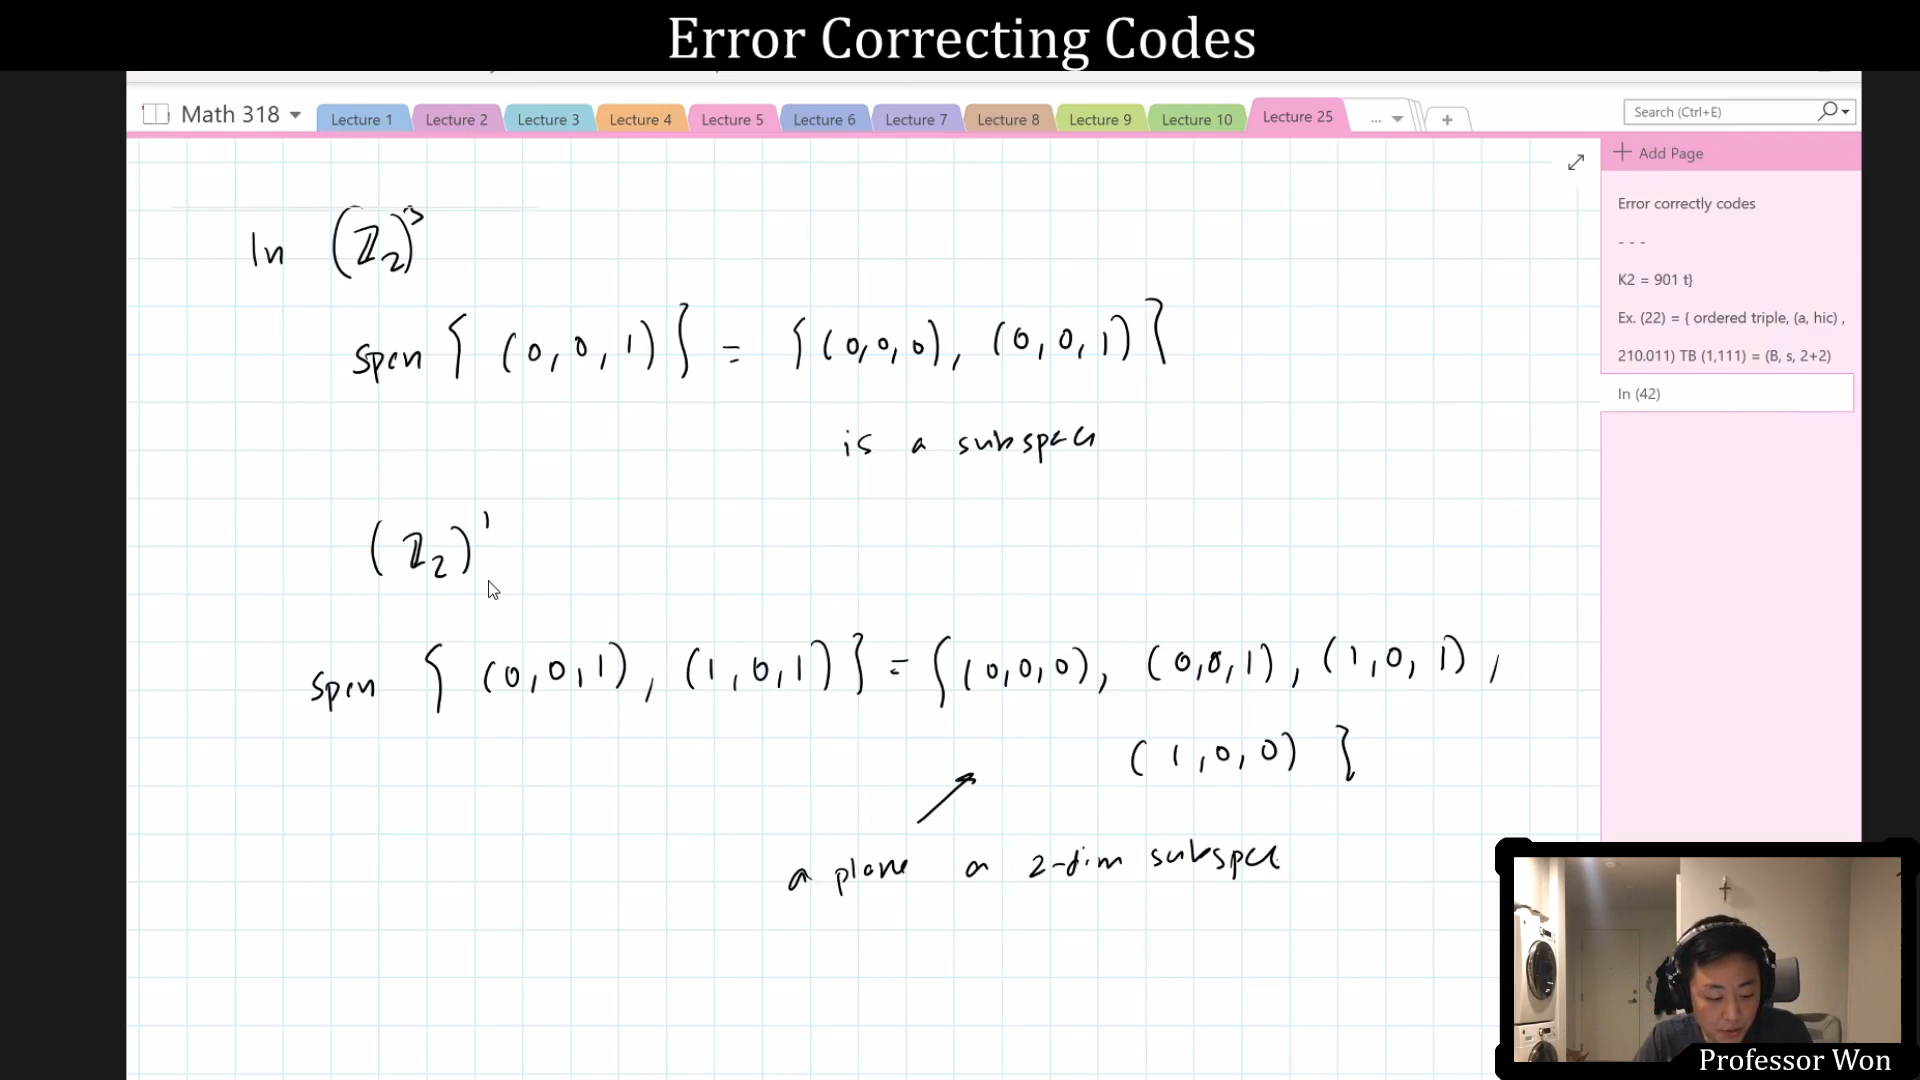 Error Correcting Codes
Math 318
Lecture 1
Lecture 2
Lecture 3
Lecture 4
Lecture 5
Lecture 6
Lecture 7
Lecture 8
Lecture 9
Lecture 10
Lecture 25
...
+
Search (Ctrl+E)
+ Add Page
Error correctly codes
- - -
K2 = 901 t}
Ex. (22) = { ordered triple, (a, hic) ,
210.011) TB (1,111) = (B, s, 2+2)
In (42)
In (ℤ₂)³
span { (0, 0, 1) } = { (0,0,0), (0,0,1) }
is a subspace
(ℤ₂)¹
span { (0,0,1), (1,0,1) } = { (0,0,0), (0,0,1), (1,0,1),
(1,0,0) }
a plane a 2-dim subspace
Professor Won